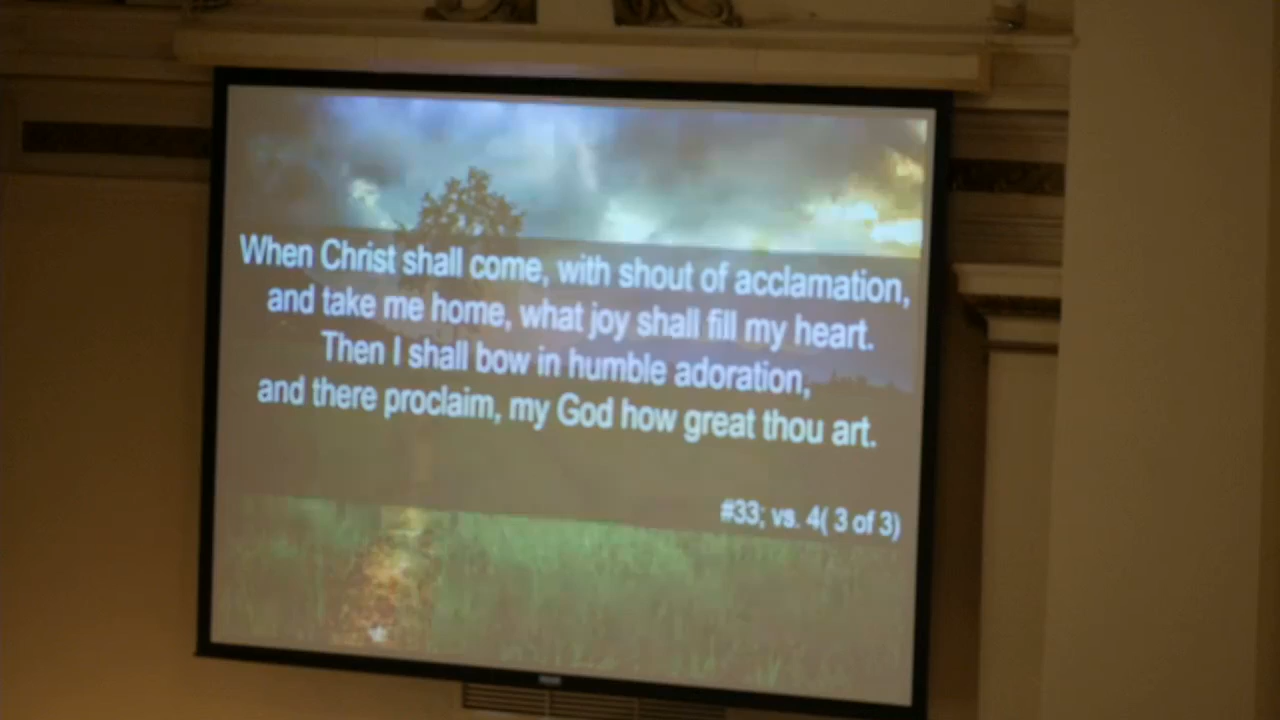 When Christ shall come, with shout of acclamation,
and take me home, what joy shall fill my heart.
Then I shall bow in humble adoration,
and there proclaim, my God how great thou art.
#33; vs. 4( 3 of 3)